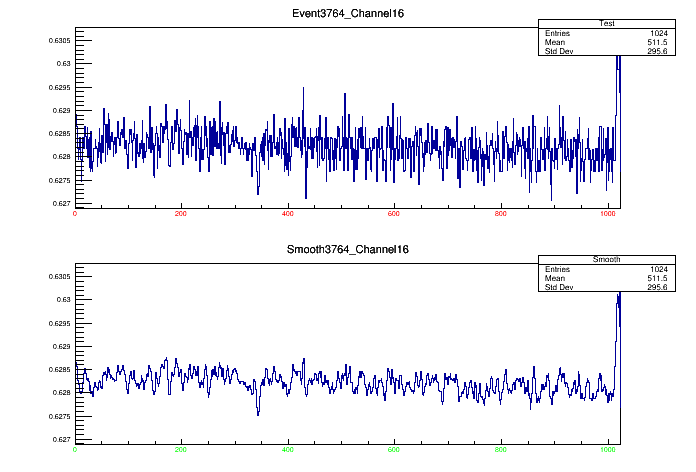 Event3764_Channel16
Test
Entries 1024
Mean 511.5
Std Dev 295.6
0.6305
0.63
0.6295
0.629
0.6285
0.628
0.6275
0.627
0 200 400 600 800 1000
Smooth3764_Channel16
Smooth
Entries 1024
Mean 511.5
Std Dev 295.6
0.6305
0.63
0.6295
0.629
0.6285
0.628
0.6275
0.627
0 200 400 600 800 1000